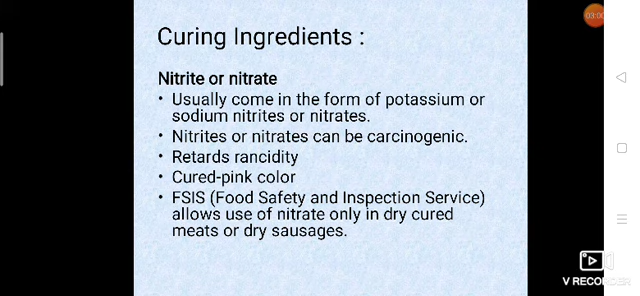 03:00
Curing Ingredients :
Nitrite or nitrate
• Usually come in the form of potassium or
sodium nitrites or nitrates.
• Nitrites or nitrates can be carcinogenic.
• Retards rancidity
• Cured-pink color
• FSIS (Food Safety and Inspection Service)
allows use of nitrate only in dry cured
meats or dry sausages.
V RECORDER